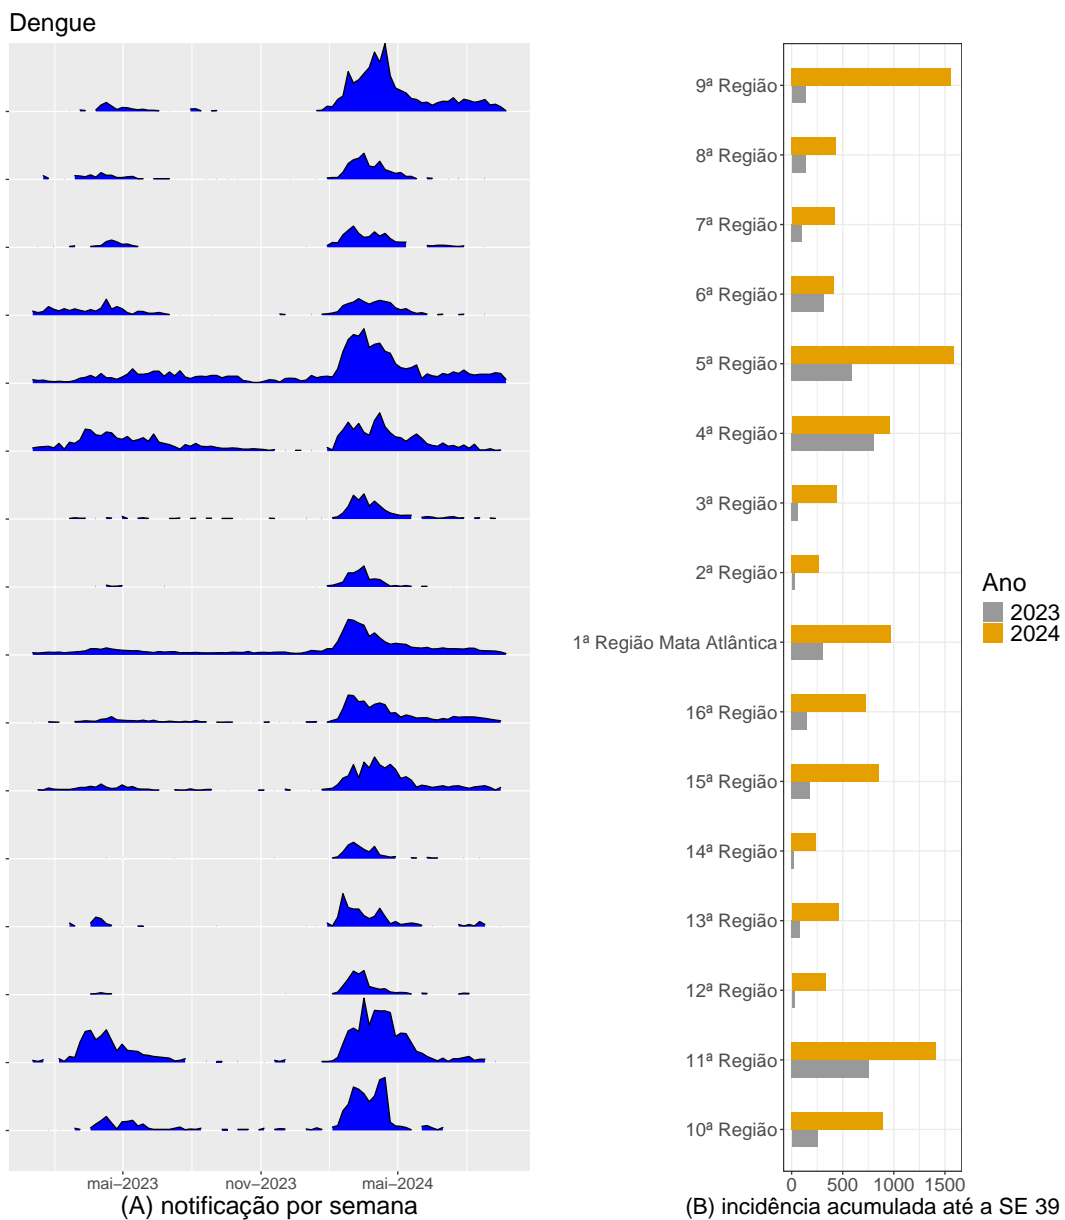 Dengue
9ª Região
8ª Região
7ª Região
6ª Região
5ª Região
4ª Região
3ª Região
2ª Região
1ª Região Mata Atlântica
16ª Região
15ª Região
14ª Região
13ª Região
12ª Região
11ª Região
10ª Região
Ano
2023
2024
mai−2023 nov−2023 mai−2024
(A) notificação por semana
0 500 1000 1500
(B) incidência acumulada até a SE 39